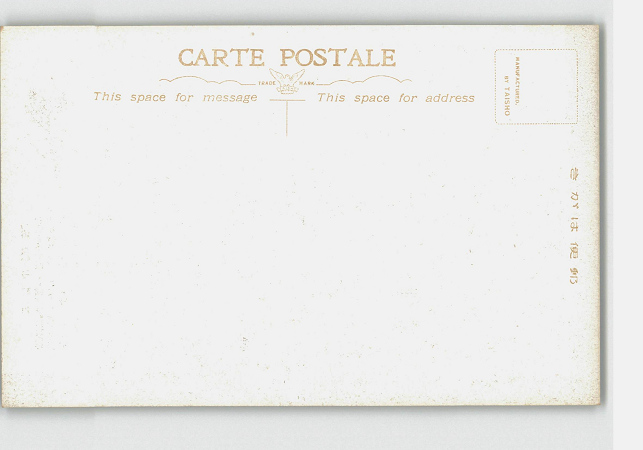 CARTE POSTALE
TRADE MARK
This space for message
This space for address
MANUFACTURED.
BY TAISHO
きがは便郵